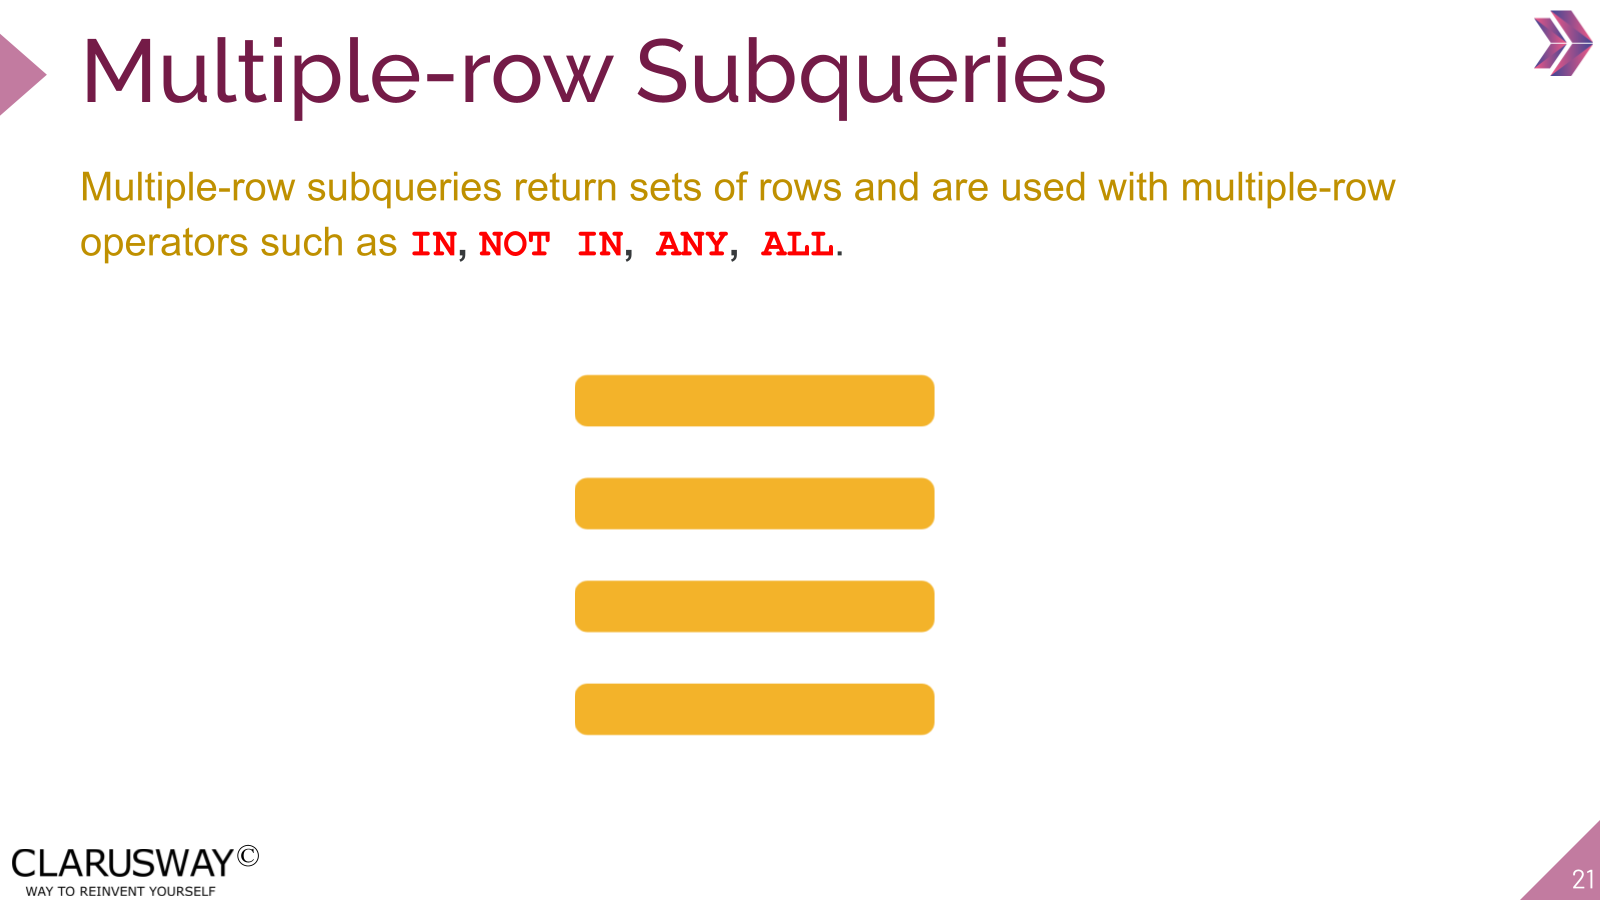 Multiple-row Subqueries
Multiple-row subqueries return sets of rows and are used with multiple-row
operators such as IN, NOT IN, ANY, ALL.
CLARUSWAY©
WAY TO REINVENT YOURSELF
21